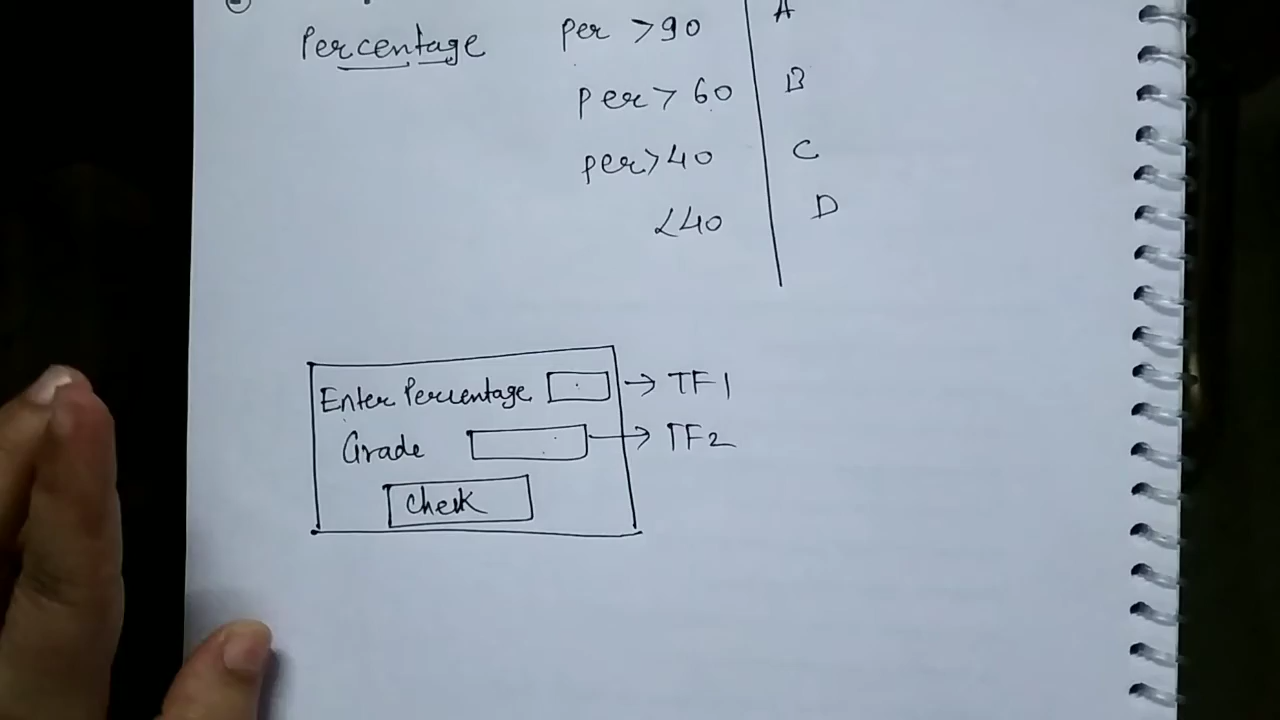 Percentage per >90 A
per > 60 B
per>40 C
<40 D
Enter Percentage → TF1
Grade → TF2
Check